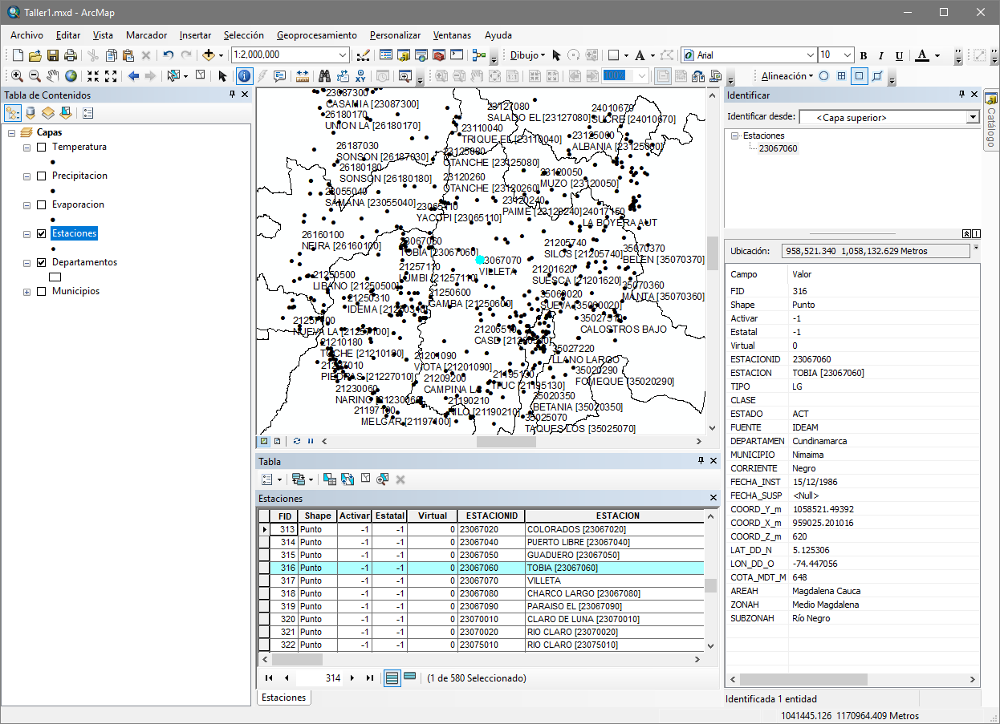 Taller1.mxd - ArcMap
Archivo Editar Vista Marcador Insertar Selección Geoprocesamiento Personalizar Ventanas Ayuda
1:2,000,000 Dibujo Arial 10 B I U A
100% Alineación
Tabla de Contenidos
Capas
Temperatura
Precipitacion
Evaporacion
Estaciones
Departamentos
Municipios
23087300
CASAMIA [23087300]
26180170
UNION LA [26180170]
23127080
SALADO EL [23127080]
24010670
SUCRE [24010670]
23110040
TRIQUE EL [23110040]
23125060
ALBANIA [23125060]
26187030
SONSON [26187030]
23125080
OTANCHE [23125080]
26180180
SONSON [26180180]
23120260
OTANCHE [23120260]
23120050
MUZO [23120050]
23055040
SAMANA [23055040]
23065110
YACOPI [23065110]
23120240
PAIME [23120240]
24017150
LA BOYERA AUT
26160100
NEIRA [26160100]
23067060
TOBIA [23067060]
21205740
SILOS [21205740]
35070370
BELEN [35070370]
23067070
VILLETA
21257110
LUMBI [21257110]
21201620
SUESCA [21201620]
21250500
LIBANO [21250500]
35070360
MANTA [35070360]
21250310
IDEMA [21250310]
21250600
GAMBA [21250600]
35060020
SUEVA [35060020]
21257100
NUEVA LA [21257100]
35027510
CALOSTROS BAJO
21206510
CASD [21206510]
21210180
TOCHE [21210180]
35027220
LLANO LARGO
21201090
VIOTA [21201090]
21227010
PIEDRAS [21227010]
35020290
FOMEQUE [35020290]
21209200
CAMPINA LA
21195130
ITUC [21195130]
21230060
NARINO [21230060]
21190210
NILO [21190210]
35020350
BETANIA [35020350]
21197100
MELGAR [21197100]
35025070
TAQUES LOS [35025070]
Tabla
Estaciones
FID Shape Activar Estatal Virtual ESTACIONID ESTACION
313 Punto -1 -1 0 23067020 COLORADOS [23067020]
314 Punto -1 -1 0 23067040 PUERTO LIBRE [23067040]
315 Punto -1 -1 0 23067050 GUADUERO [23067050]
316 Punto -1 -1 0 23067060 TOBIA [23067060]
317 Punto -1 -1 0 23067070 VILLETA
318 Punto -1 -1 0 23067080 CHARCO LARGO [23067080]
319 Punto -1 -1 0 23067090 PARAISO EL [23067090]
320 Punto -1 -1 0 23070010 CLARO DE LUNA [23070010]
321 Punto -1 -1 0 23070020 RIO CLARO [23070020]
322 Punto -1 -1 0 23075010 RIO CLARO [23075010]
314 (1 de 580 Seleccionado)
Estaciones
Identificar
Identificar desde: <Capa superior>
Estaciones
23067060
Ubicación: 958,521.340 1,058,132.629 Metros
Campo Valor
FID 316
Shape Punto
Activar -1
Estatal -1
Virtual 0
ESTACIONID 23067060
ESTACION TOBIA [23067060]
TIPO LG
CLASE
ESTADO ACT
FUENTE IDEAM
DEPARTAMEN Cundinamarca
MUNICIPIO Nimaima
CORRIENTE Negro
FECHA_INST 15/12/1986
FECHA_SUSP <Null>
COORD_Y_m 1058521.49392
COORD_X_m 959025.201016
COORD_Z_m 620
LAT_DD_N 5.125306
LON_DD_O -74.447056
COTA_MDT_M 648
AREAH Magdalena Cauca
ZONAH Medio Magdalena
SUBZONAH Río Negro
Identificada 1 entidad
Catálogo
1041445.126 1170964.409 Metros